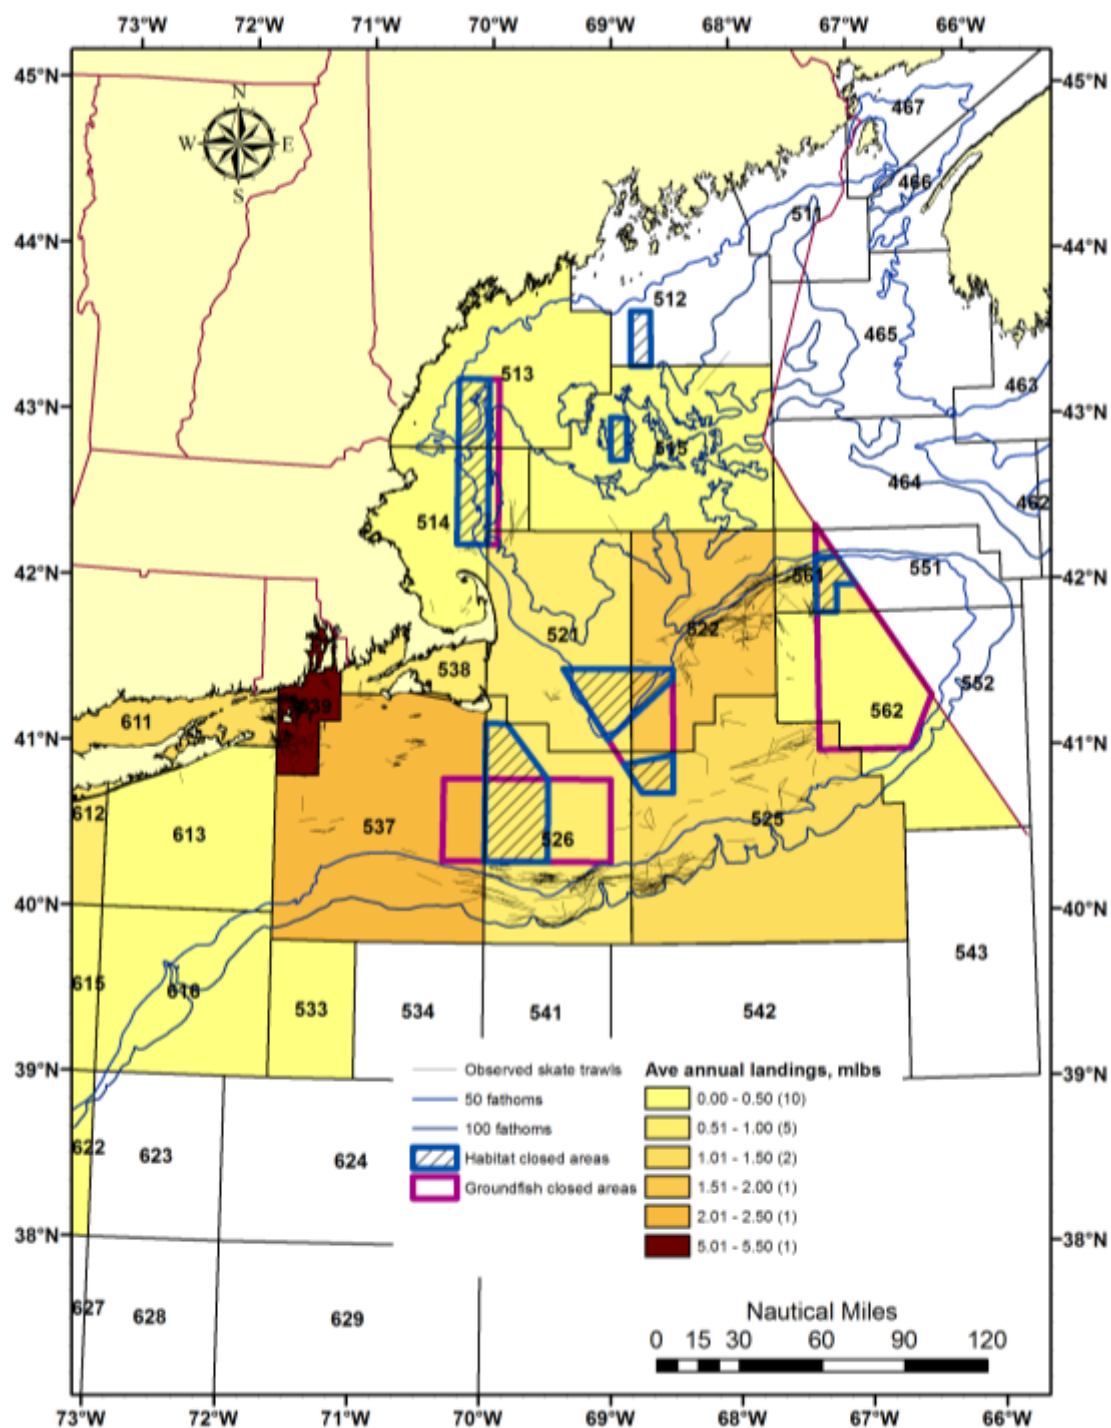 73°W 72°W 71°W 70°W 69°W 68°W 67°W 66°W
45°N 45°N
467
N
W E
S
466
511
44°N 44°N
512
465
513
463
43°N 43°N
515
464
462
514
42°N 42°N
561
551
521
522
538
552
539
562
611
41°N 41°N
612
613
537
526
525
40°N 40°N
543
615
616
533
534
541
542
39°N 39°N
Observed skate trawls
50 fathoms
100 fathoms
Habitat closed areas
Groundfish closed areas
Ave annual landings, mlbs
0.00 - 0.50 (10)
0.51 - 1.00 (5)
1.01 - 1.50 (2)
1.51 - 2.00 (1)
2.01 - 2.50 (1)
5.01 - 5.50 (1)
622
623
624
38°N 38°N
627
628
629
Nautical Miles
0 15 30 60 90 120
73°W 72°W 71°W 70°W 69°W 68°W 67°W 66°W